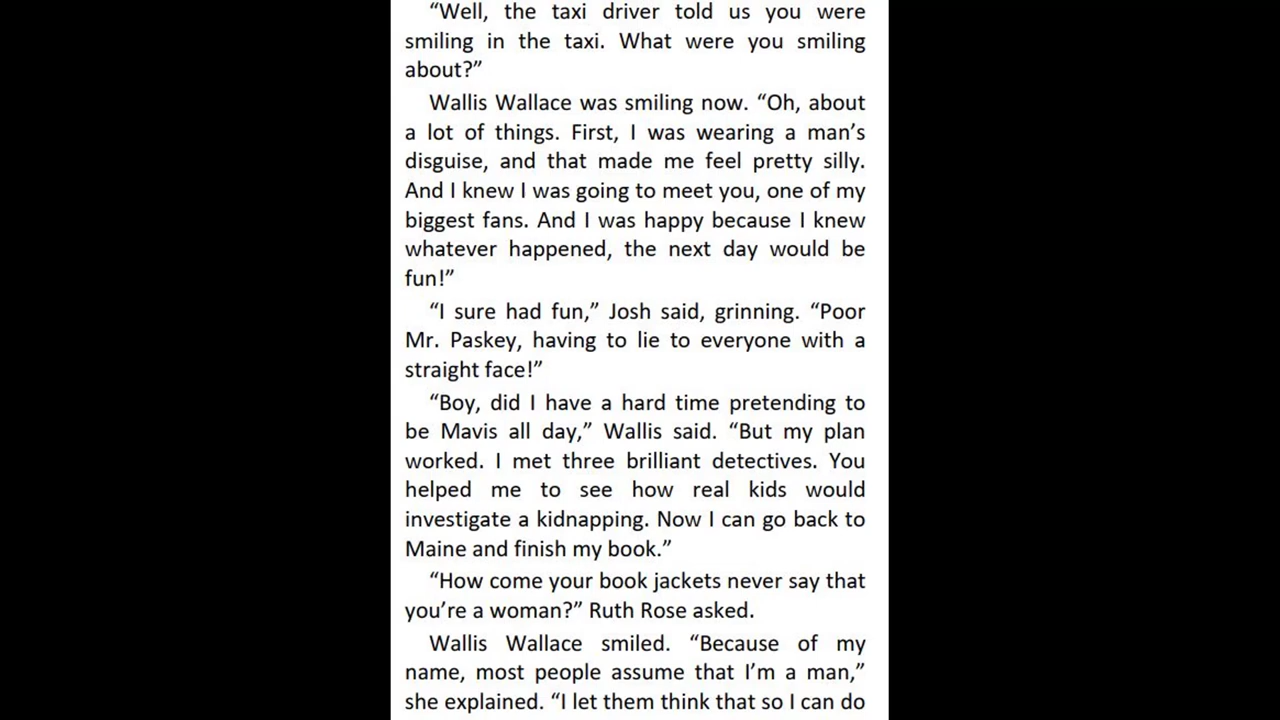 “Well, the taxi driver told us you were
smiling in the taxi. What were you smiling
about?”
Wallis Wallace was smiling now. “Oh, about
a lot of things. First, I was wearing a man’s
disguise, and that made me feel pretty silly.
And I knew I was going to meet you, one of my
biggest fans. And I was happy because I knew
whatever happened, the next day would be
fun!”
“I sure had fun,” Josh said, grinning. “Poor
Mr. Paskey, having to lie to everyone with a
straight face!”
“Boy, did I have a hard time pretending to
be Mavis all day,” Wallis said. “But my plan
worked. I met three brilliant detectives. You
helped me to see how real kids would
investigate a kidnapping. Now I can go back to
Maine and finish my book.”
“How come your book jackets never say that
you’re a woman?” Ruth Rose asked.
Wallis Wallace smiled. “Because of my
name, most people assume that I’m a man,”
she explained. “I let them think that so I can do